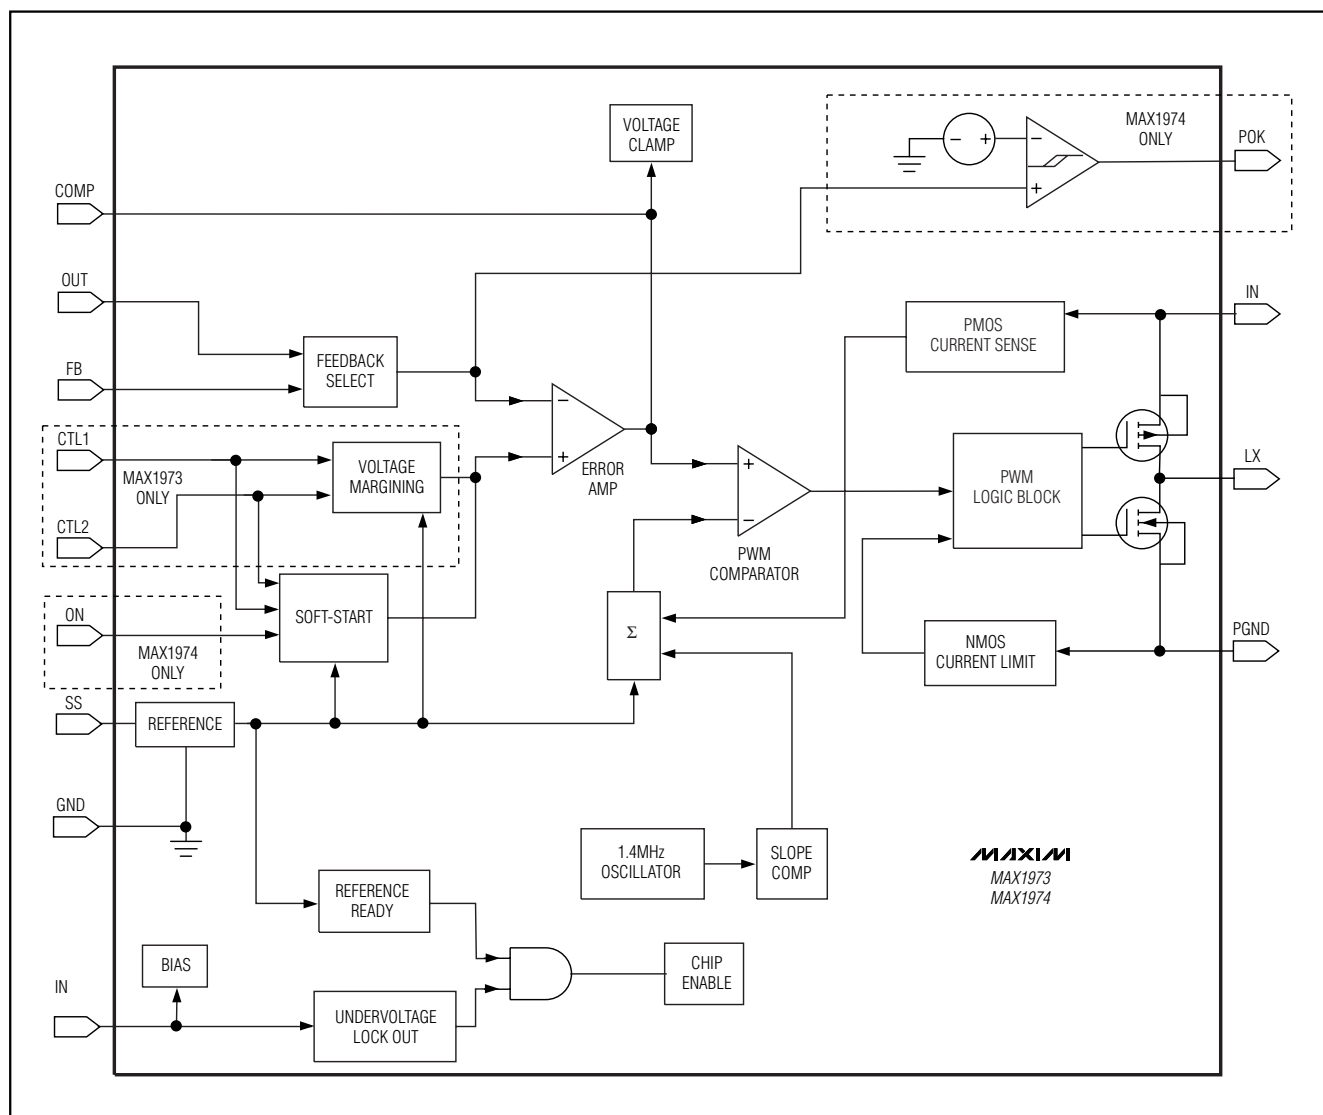 VOLTAGE
CLAMP
MAX1974
ONLY
POK
- +
-
+
COMP
OUT
IN
PMOS
CURRENT SENSE
FEEDBACK
SELECT
FB
-
+
ERROR
AMP
CTL1
MAX1973
ONLY
VOLTAGE
MARGINING
CTL2
+
-
PWM
COMPARATOR
PWM
LOGIC BLOCK
LX
ON
MAX1974
ONLY
SOFT-START
Σ
NMOS
CURRENT LIMIT
PGND
SS
REFERENCE
GND
1.4MHz
OSCILLATOR
SLOPE
COMP
MAXIM
MAX1973
MAX1974
REFERENCE
READY
BIAS
CHIP
ENABLE
IN
UNDERVOLTAGE
LOCK OUT